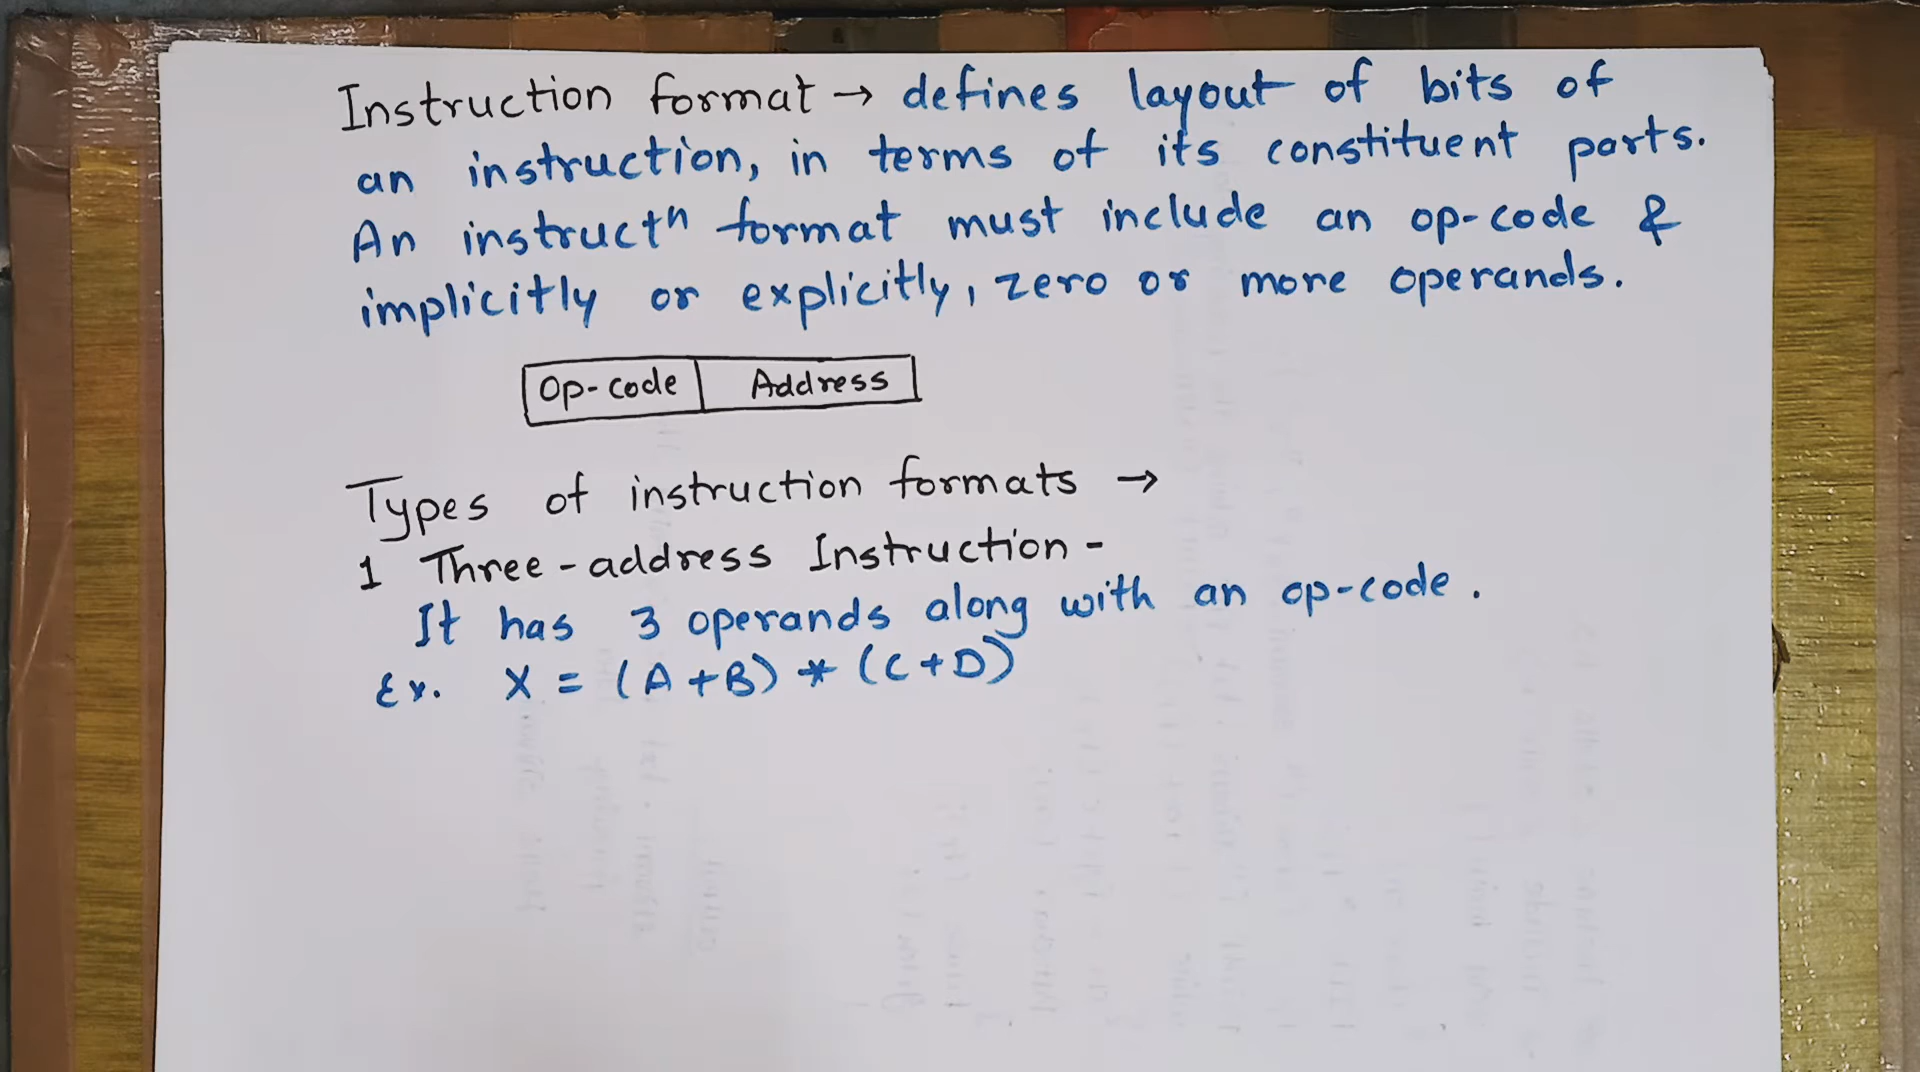 Instruction format → defines layout of bits of
an instruction, in terms of its constituent parts.
An instructⁿ format must include an op-code &
implicitly or explicitly, zero or more operands.
Op-code Address
Types of instruction formats →
1 Three-address Instruction -
It has 3 operands along with an op-code.
Ex. X = (A+B) * (C+D)